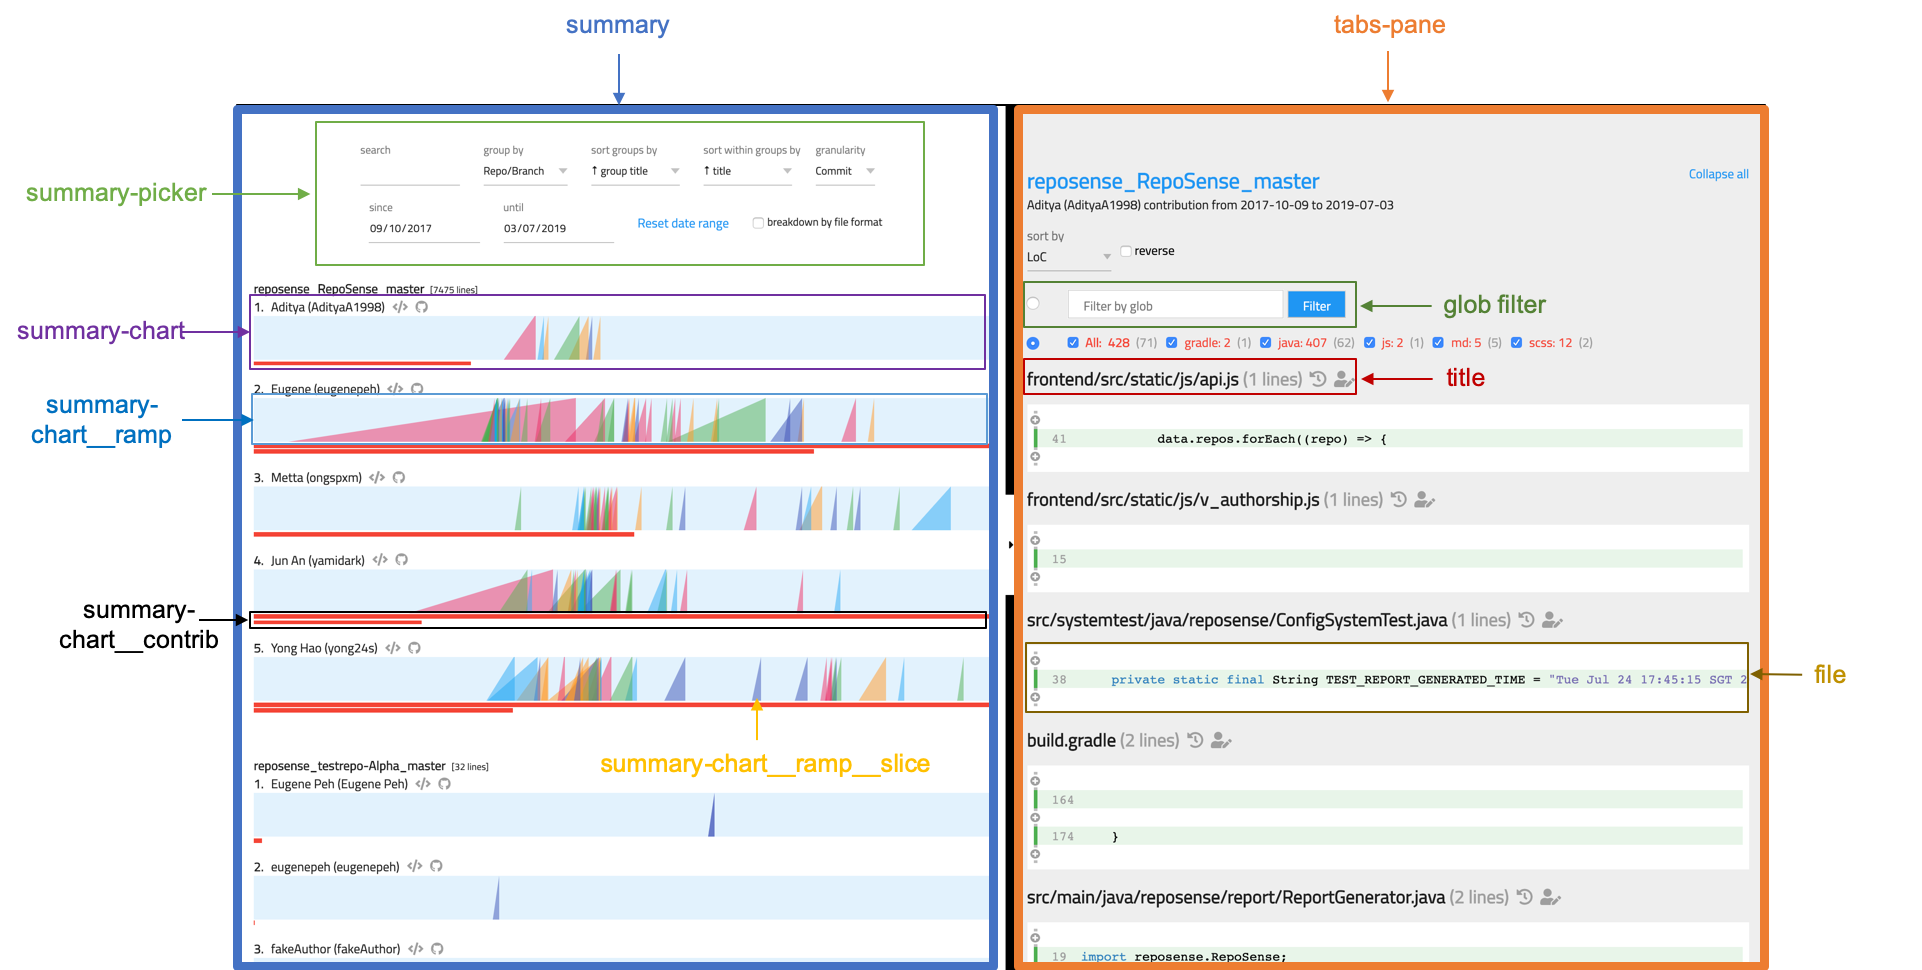 summary
tabs-pane
summary-picker
search
group by
sort groups by
sort within groups by
granularity
Repo/Branch
↑ group title
↑ title
Commit
since
until
09/10/2017
03/07/2019
Reset date range
breakdown by file format
reposense_RepoSense_master [7475 lines]
summary-chart
1. Aditya (AdityaA1998) </>
2. Eugene (eugenepeh) </>
summary-
chart__ramp
3. Metta (ongspxm) </>
4. Jun An (yamidark) </>
summary-
chart__contrib
5. Yong Hao (yong24s) </>
summary-chart__ramp__slice
reposense_testrepo-Alpha_master [32 lines]
1. Eugene Peh (Eugene Peh) </>
2. eugenepeh (eugenepeh) </>
3. fakeAuthor (fakeAuthor) </>
Collapse all
reposense_RepoSense_master
Aditya (AdityaA1998) contribution from 2017-10-09 to 2019-07-03
sort by
LoC
reverse
Filter by glob
Filter
glob filter
All: 428 (71) gradle: 2 (1) java: 407 (62) js: 2 (1) md: 5 (5) scss: 12 (2)
frontend/src/static/js/api.js (1 lines)
title
41 data.repos.forEach((repo) => {
frontend/src/static/js/v_authorship.js (1 lines)
15
src/systemtest/java/reposense/ConfigSystemTest.java (1 lines)
38 private static final String TEST_REPORT_GENERATED_TIME = "Tue Jul 24 17:45:15 SGT 2
file
build.gradle (2 lines)
164
174 }
src/main/java/reposense/report/ReportGenerator.java (2 lines)
19 import reposense.RepoSense;